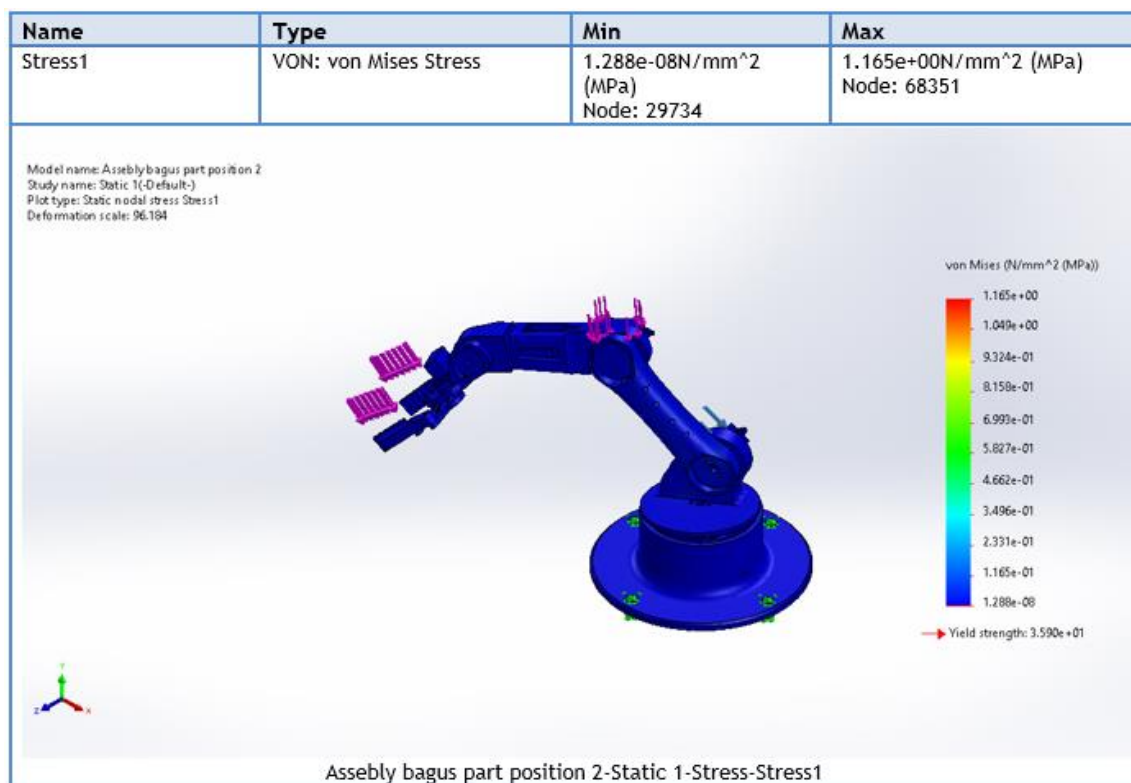 Name Type Min Max
Stress1 VON: von Mises Stress 1.288e-08N/mm^2 1.165e+00N/mm^2 (MPa)
(MPa) Node: 68351
Node: 29734
Model name: Assebly bagus part position 2
Study name: Static 1(-Default-)
Plot type: Static nodal stress Stress1
Deformation scale: 96.184
von Mises (N/mm^2 (MPa))
1.165e+00
1.049e+00
9.324e-01
8.158e-01
6.993e-01
5.827e-01
4.662e-01
3.496e-01
2.331e-01
1.165e-01
1.288e-08
Yield strength: 3.590e+01
Y
Z X
Assebly bagus part position 2-Static 1-Stress-Stress1